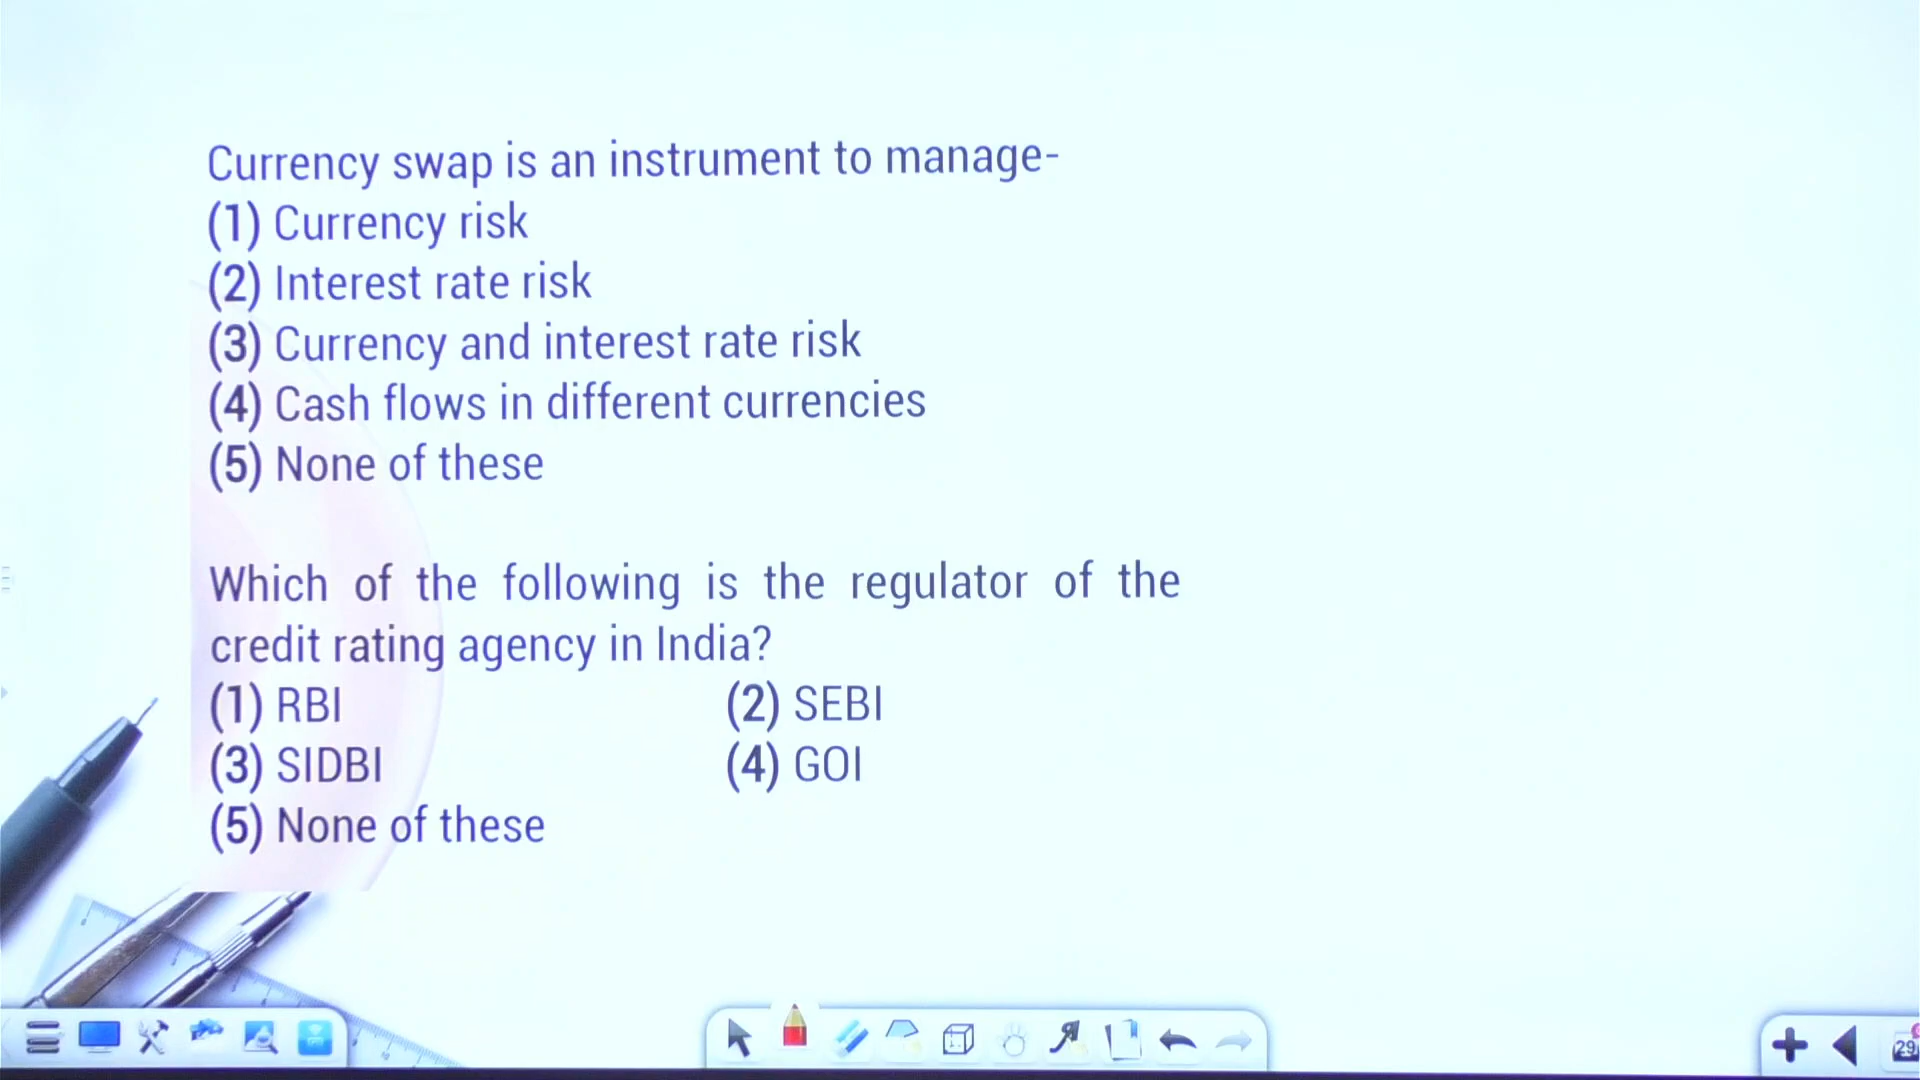 Currency swap is an instrument to manage-
(1) Currency risk
(2) Interest rate risk
(3) Currency and interest rate risk
(4) Cash flows in different currencies
(5) None of these
Which of the following is the regulator of the
credit rating agency in India?
(1) RBI (2) SEBI
(3) SIDBI (4) GOI
(5) None of these
29